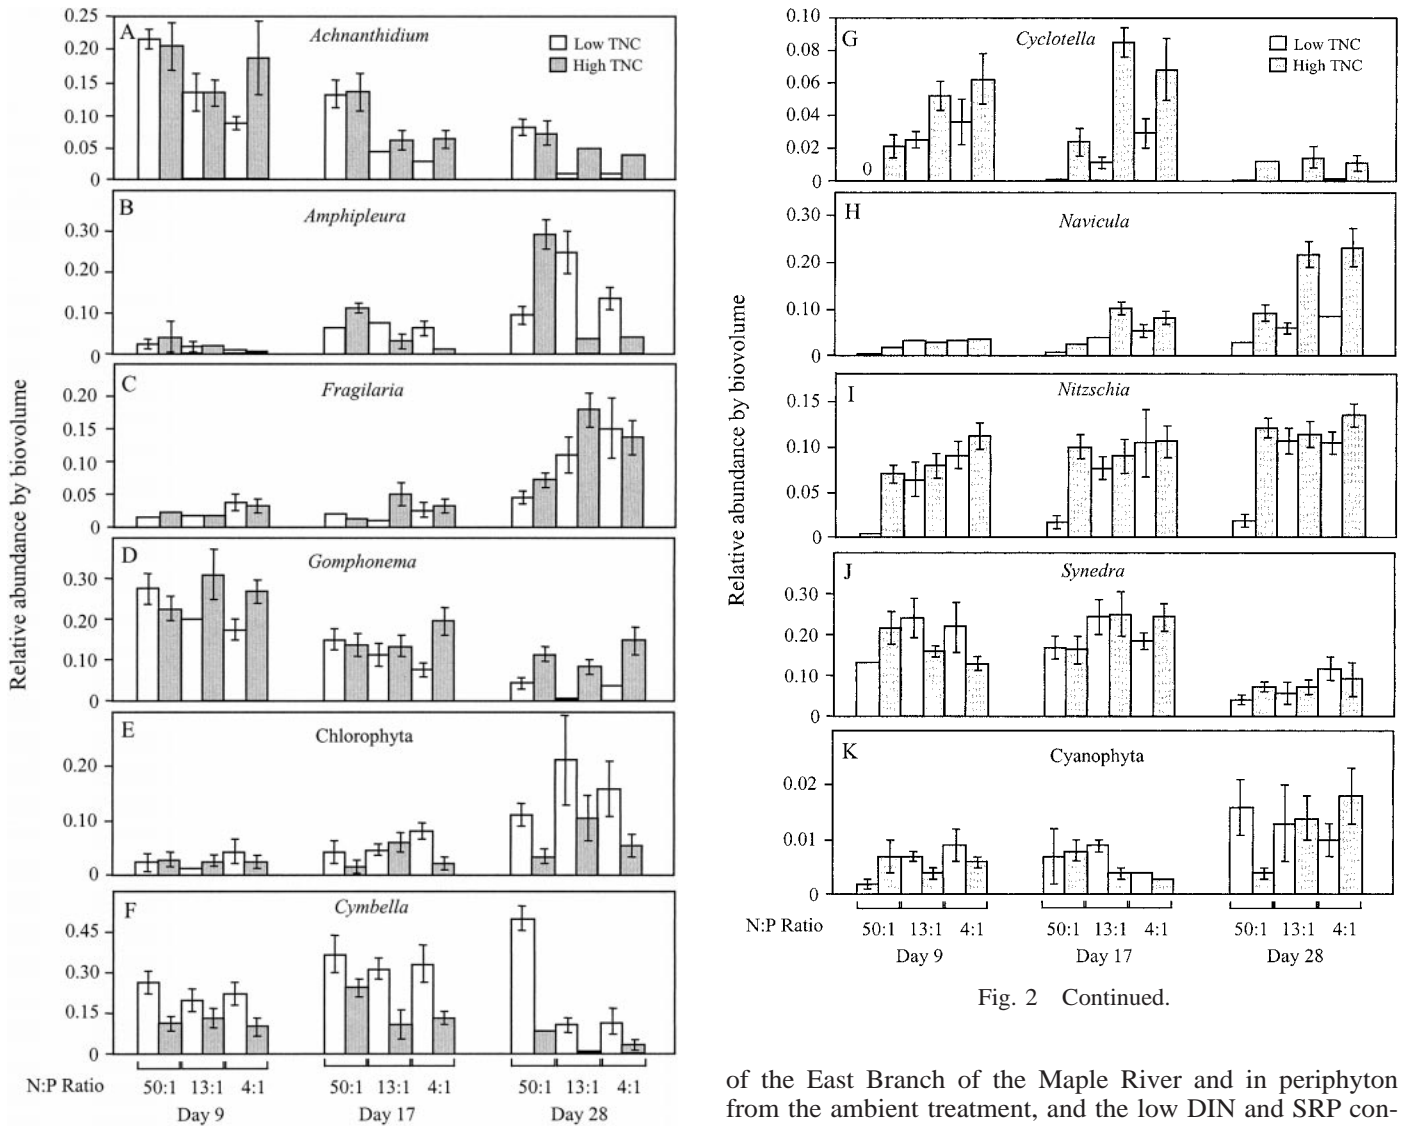 Relative abundance by biovolume
A
Achnanthidium
Low TNC
High TNC
0.25
0.20
0.15
0.10
0.05
0
B
Amphipleura
0.30
0.20
0.10
0
C
Fragilaria
0.20
0.15
0.10
0.05
0
D
Gomphonema
0.30
0.20
0.10
0
E
Chlorophyta
0.20
0.10
0
F
Cymbella
0.45
0.30
0.15
0
N:P Ratio 50:1 13:1 4:1 50:1 13:1 4:1 50:1 13:1 4:1
Day 9 Day 17 Day 28
Relative abundance by biovolume
G
Cyclotella
Low TNC
High TNC
0.10
0.08
0.06
0.04
0.02
0
0
H
Navicula
0.30
0.20
0.10
0
I
Nitzschia
0.15
0.10
0.05
0
J
Synedra
0.30
0.20
0.10
0
K
Cyanophyta
0.02
0.01
0
N:P Ratio 50:1 13:1 4:1 50:1 13:1 4:1 50:1 13:1 4:1
Day 9 Day 17 Day 28
Fig. 2 Continued.
of the East Branch of the Maple River and in periphyton
from the ambient treatment, and the low DIN and SRP con-